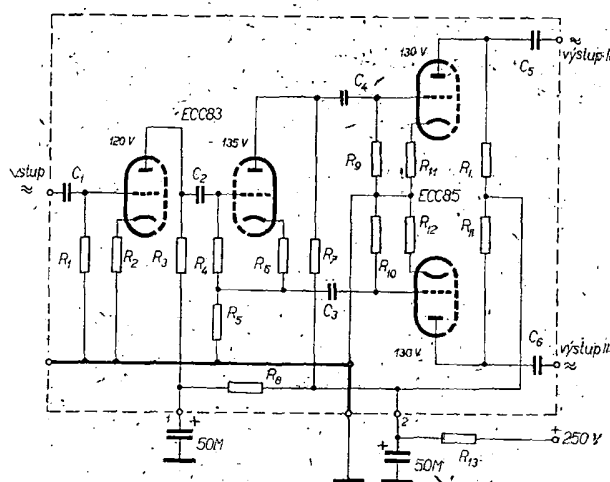 130 V
výstup I.
C5
C4
ECC83
120 V
135 V
vstup
C1
C2
R9
R11
ECC85
R1
R2
R3
R4
R6
R7
R10
R12
R5
C3
130 V
C6
výstup II.
R8
1
2
50M
50M
R13
250 V